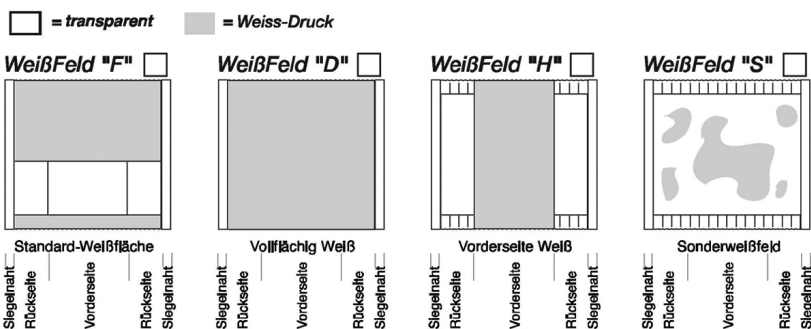 = transparent = Weiss-Druck
WeißFeld "F" WeißFeld "D" WeißFeld "H" WeißFeld "S"
Standard-Weißfläche Vollflächig Weiß Vorderseite Weiß Sonderweißfeld
Siegelnaht Rückseite Vorderseite Rückseite Siegelnaht Siegelnaht Rückseite Vorderseite Rückseite Siegelnaht Siegelnaht Rückseite Vorderseite Rückseite Siegelnaht Siegelnaht Rückseite Vorderseite Rückseite Siegelnaht